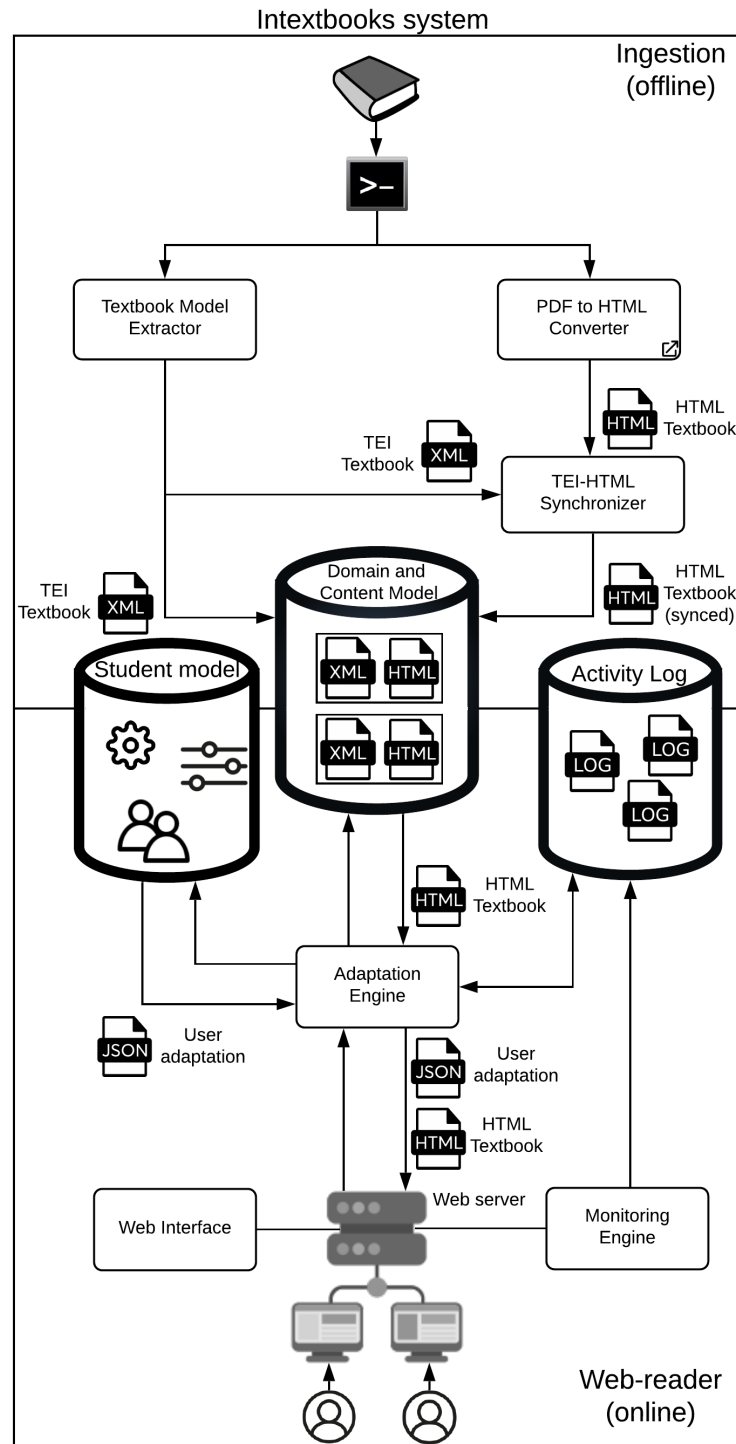 Intextbooks system
Ingestion
(offline)
>–
Textbook Model
Extractor
PDF to HTML
Converter
HTML
HTML
Textbook
TEI
Textbook
XML
TEI-HTML
Synchronizer
TEI
Textbook
XML
Domain and
Content Model
HTML
HTML
Textbook
(synced)
XML
HTML
XML
HTML
Student model
Activity Log
LOG
LOG
LOG
HTML
HTML
Textbook
Adaptation
Engine
JSON
User
adaptation
JSON
User
adaptation
HTML
HTML
Textbook
Web server
Web Interface
Monitoring
Engine
Web-reader
(online)